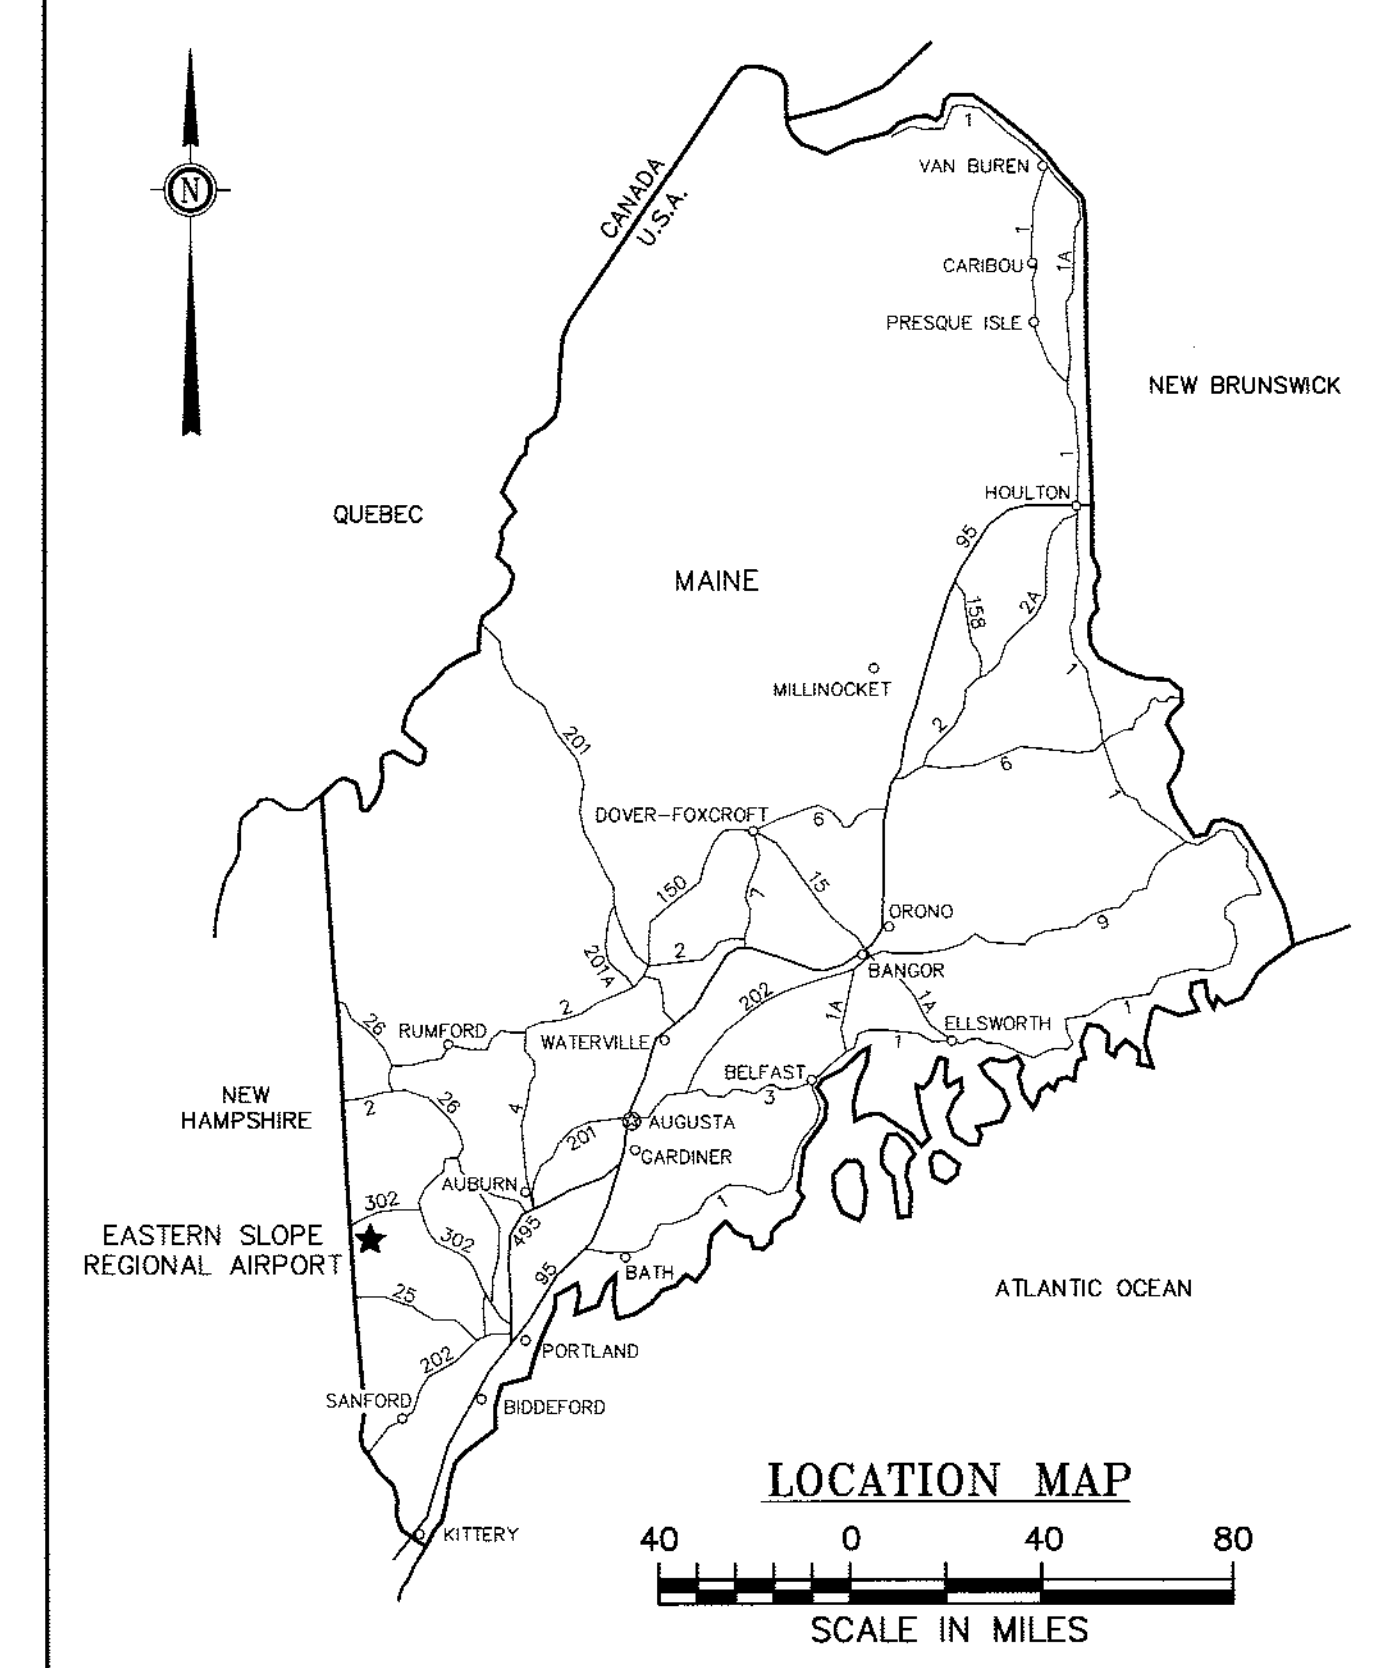 1
VAN BUREN
N
CANADA
U.S.A.
1
CARIBOU
1A
PRESQUE ISLE
NEW BRUNSWICK
1
HOULTON
QUEBEC
95
MAINE
158
2A
1
MILLINOCKET
2
201
6
1
DOVER-FOXCROFT
6
150
7
15
ORONO
9
2
201A
BANGOR
202
1A
1A
2
1
26
RUMFORD
ELLSWORTH
WATERVILLE
1
BELFAST
3
NEW
HAMPSHIRE
2
26
4
AUGUSTA
201
GARDINER
AUBURN
302
1
EASTERN SLOPE
REGIONAL AIRPORT
495
302
95
BATH
25
ATLANTIC OCEAN
PORTLAND
202
SANFORD
BIDDEFORD
LOCATION MAP
KITTERY
40 0 40 80
SCALE IN MILES